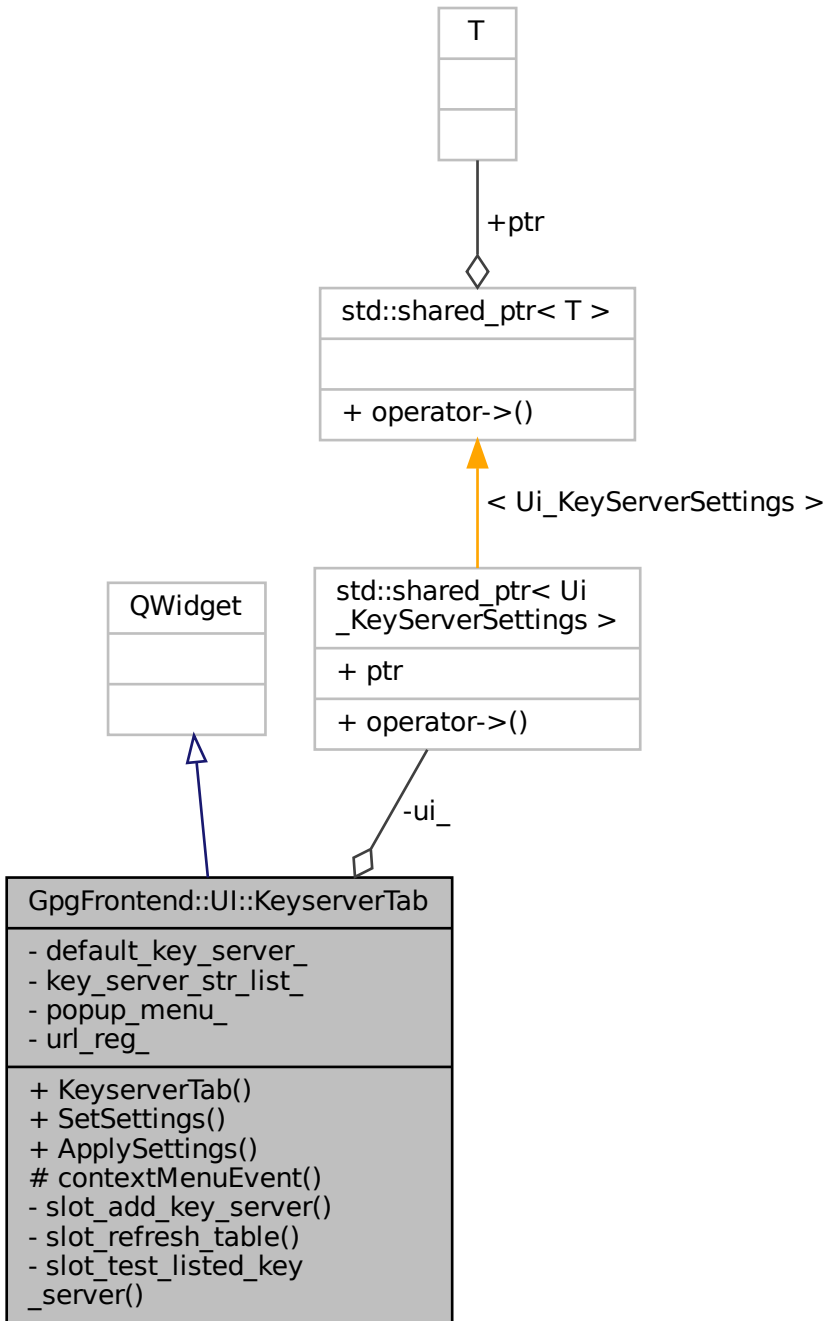 T
+ptr
std::shared_ptr< T >
+ operator->()
< Ui_KeyServerSettings >
QWidget
std::shared_ptr< Ui
_KeyServerSettings >
+ ptr
+ operator->()
-ui_
GpgFrontend::UI::KeyserverTab
- default_key_server_
- key_server_str_list_
- popup_menu_
- url_reg_
+ KeyserverTab()
+ SetSettings()
+ ApplySettings()
# contextMenuEvent()
- slot_add_key_server()
- slot_refresh_table()
- slot_test_listed_key
_server()